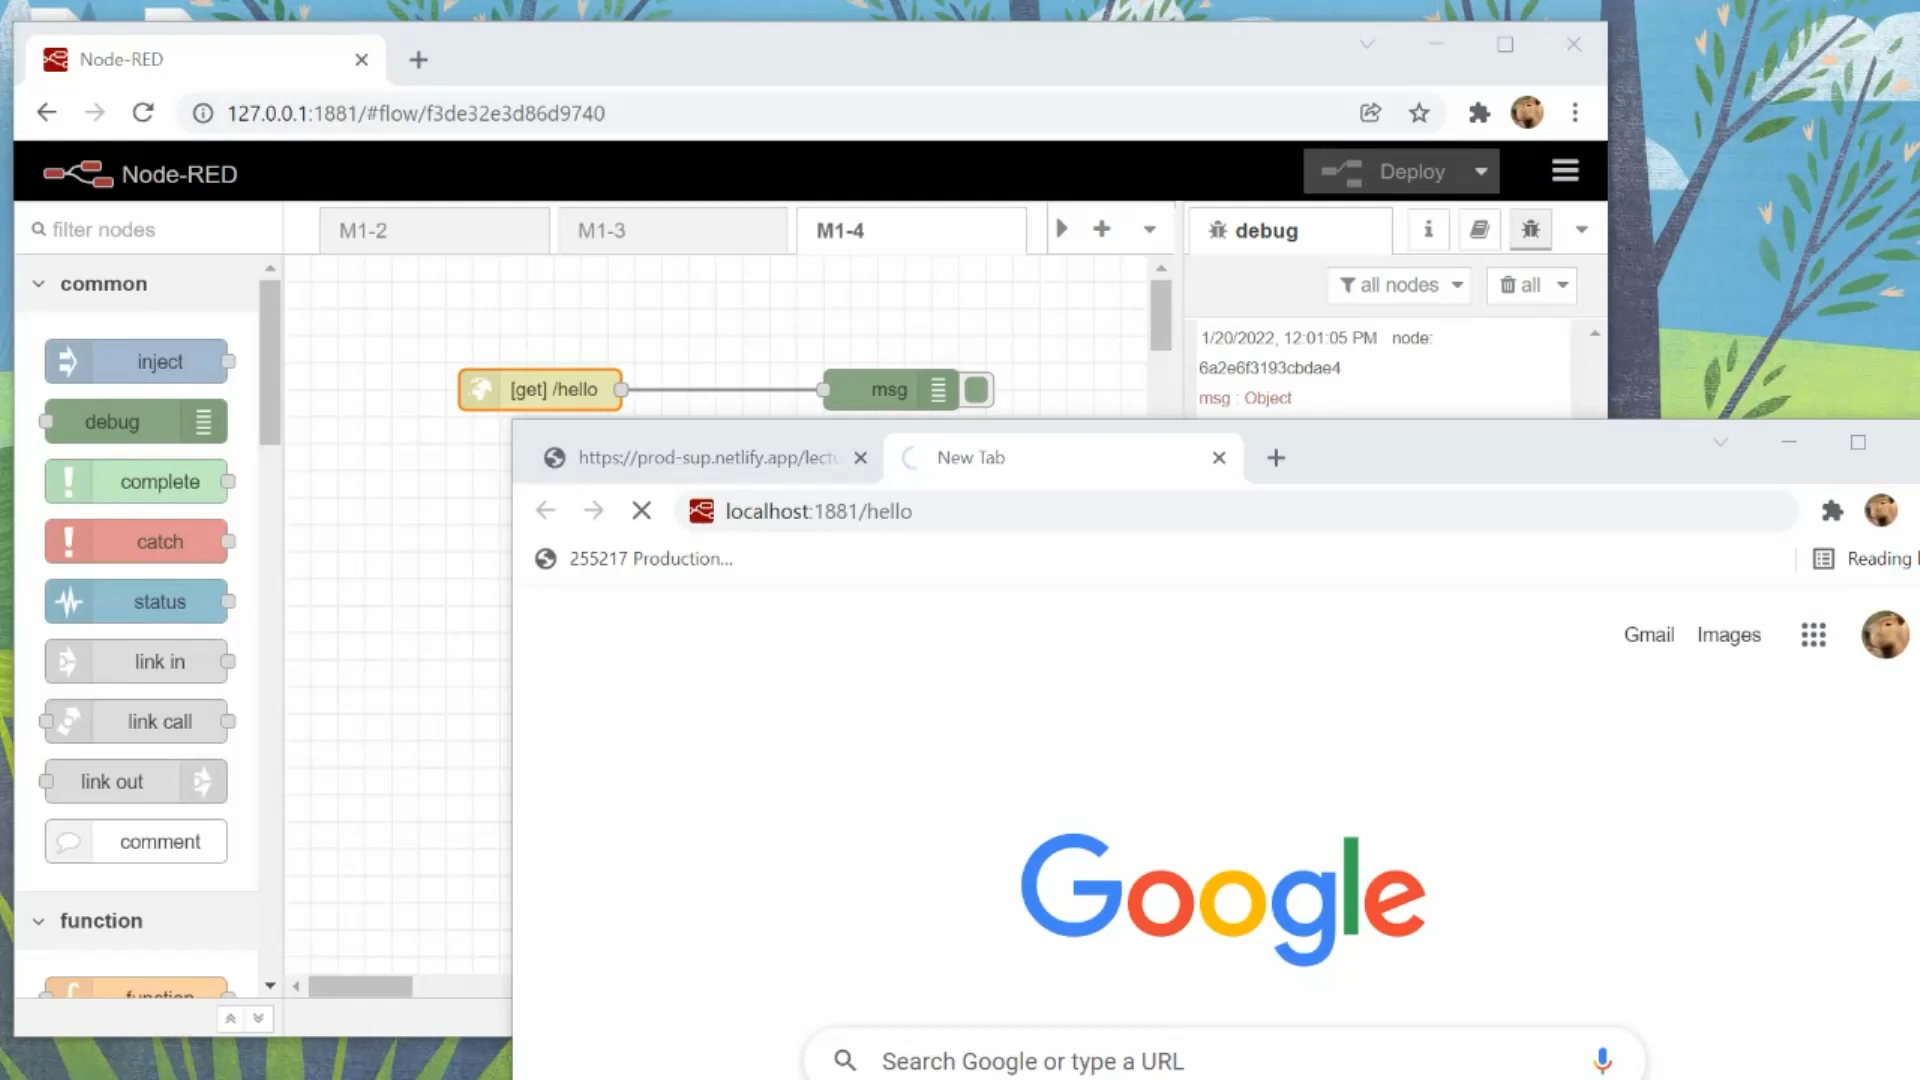 Node-RED
127.0.0.1:1881/#flow/f3de32e3d86d9740
Node-RED
Deploy
filter nodes
M1-2
M1-3
M1-4
debug
i
common
all nodes
all
1/20/2022, 12:01:05 PM node:
6a2e6f3193cbdae4
msg : Object
inject
debug
complete
catch
status
link in
link call
link out
comment
function
function
[get] /hello
msg
https://prod-sup.netlify.app/lectu
New Tab
localhost:1881/hello
255217 Production...
Reading
Gmail
Images
Google
Search Google or type a URL